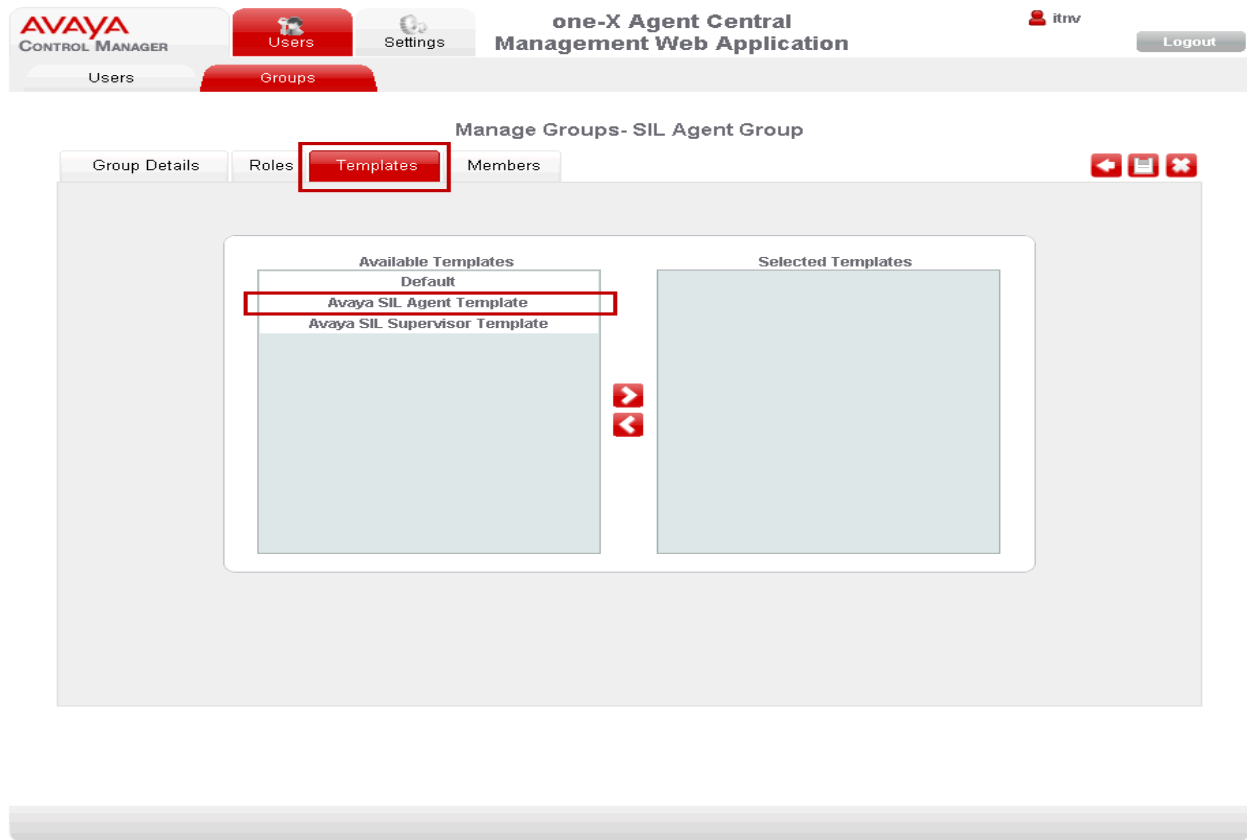 AVAYA
CONTROL MANAGER
Users
Settings
one-X Agent Central
Management Web Application
itnv
Logout
Users
Groups
Manage Groups- SIL Agent Group
Group Details
Roles
Templates
Members
Available Templates
Selected Templates
Default
Avaya SIL Agent Template
Avaya SIL Supervisor Template